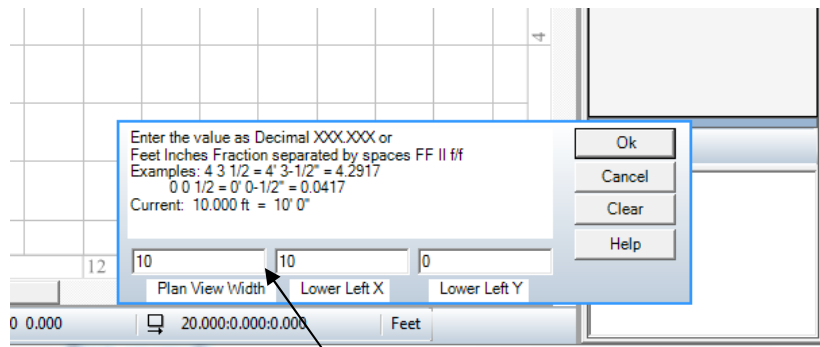 4
Enter the value as Decimal XXX.XXX or
Feet Inches Fraction separated by spaces FF II f/f
Examples: 4 3 1/2 = 4' 3-1/2" = 4.2917
0 0 1/2 = 0' 0-1/2" = 0.0417
Current: 10.000 ft = 10' 0"
Ok
Cancel
Clear
Help
12
10 10 0
Plan View Width Lower Left X Lower Left Y
0 0.000 20.000:0.000:0.000 Feet